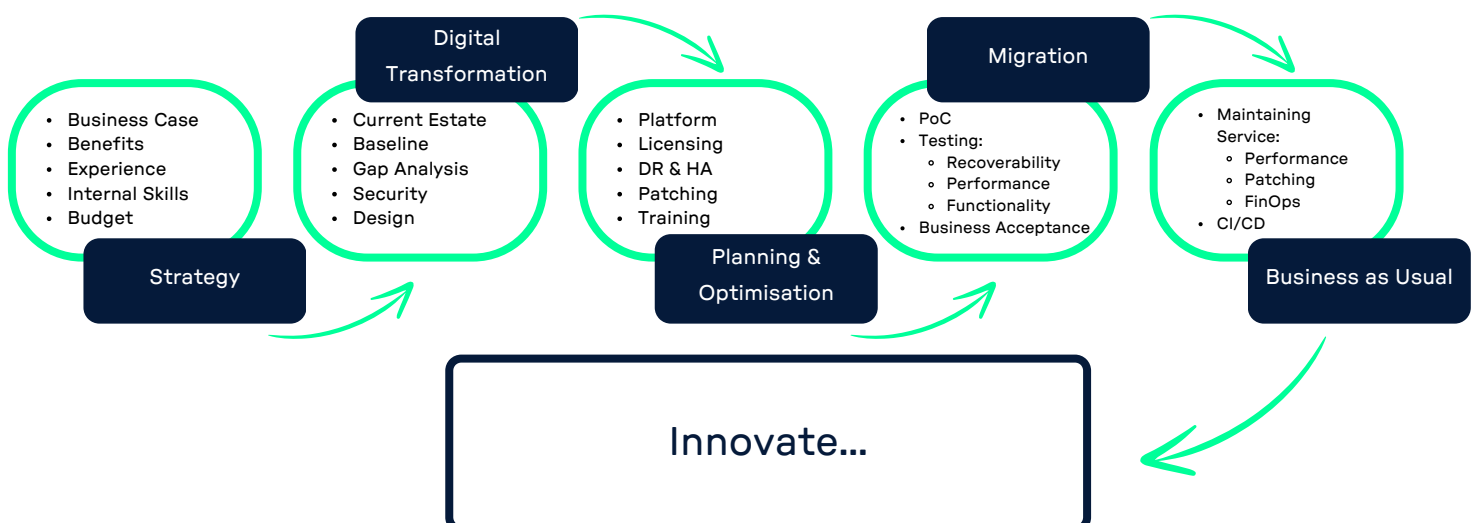 Business Case
Benefits
Experience
Internal Skills
Budget
Strategy
Digital
Transformation
Current Estate
Baseline
Gap Analysis
Security
Design
Platform
Licensing
DR & HA
Patching
Training
Planning &
Optimisation
Migration
PoC
Testing:
Recoverability
Performance
Functionality
Business Acceptance
Maintaining
Service:
Performance
Patching
FinOps
CI/CD
Business as Usual
Innovate...